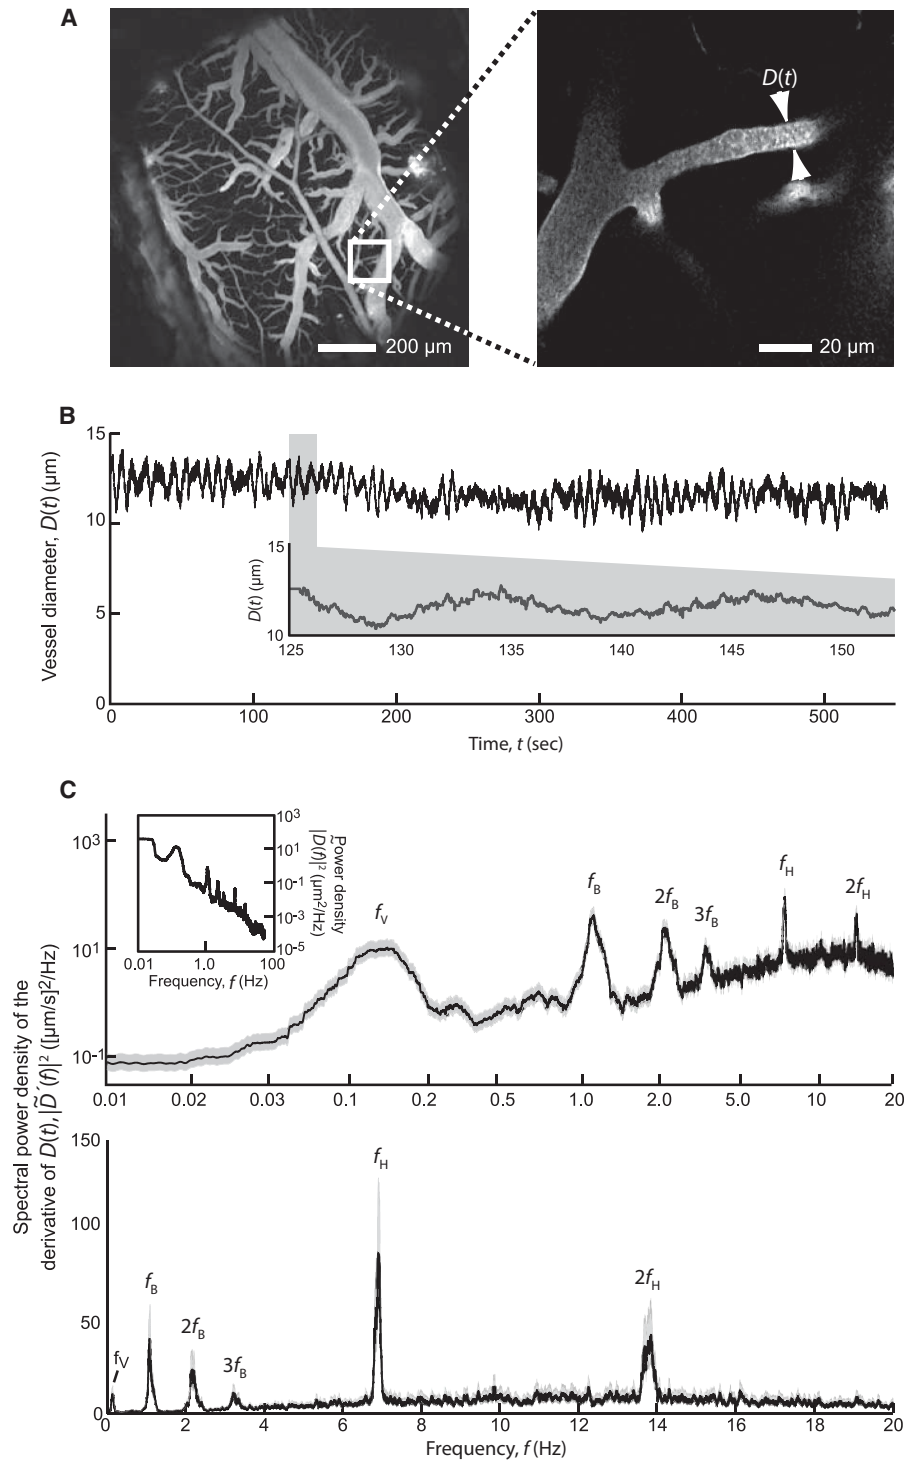 A
D(t)
200 µm
20 µm
B
15
10
5
0
Vessel diameter, D(t) (µm)
15
10
D(t) (µm)
125 130 135 140 145 150
0 100 200 300 400 500
Time, t (sec)
C
10³
10¹
10⁻¹
10³
10¹
10⁻¹
10⁻³
10⁻⁵
Power density
|D̃(f)|² (µm²/Hz)
0.01 1.0 100
Frequency, f (Hz)
fV
fB
2fB
3fB
fH
2fH
0.01 0.02 0.03 0.1 0.2 0.5 1.0 2.0 5.0 10 20
Spectral power density of the
derivative of D(t), |D̃´(f)|² ([µm/s]²/Hz)
150
100
50
0
fV
fB
2fB
3fB
fH
2fH
0 2 4 6 8 10 12 14 16 18 20
Frequency, f (Hz)